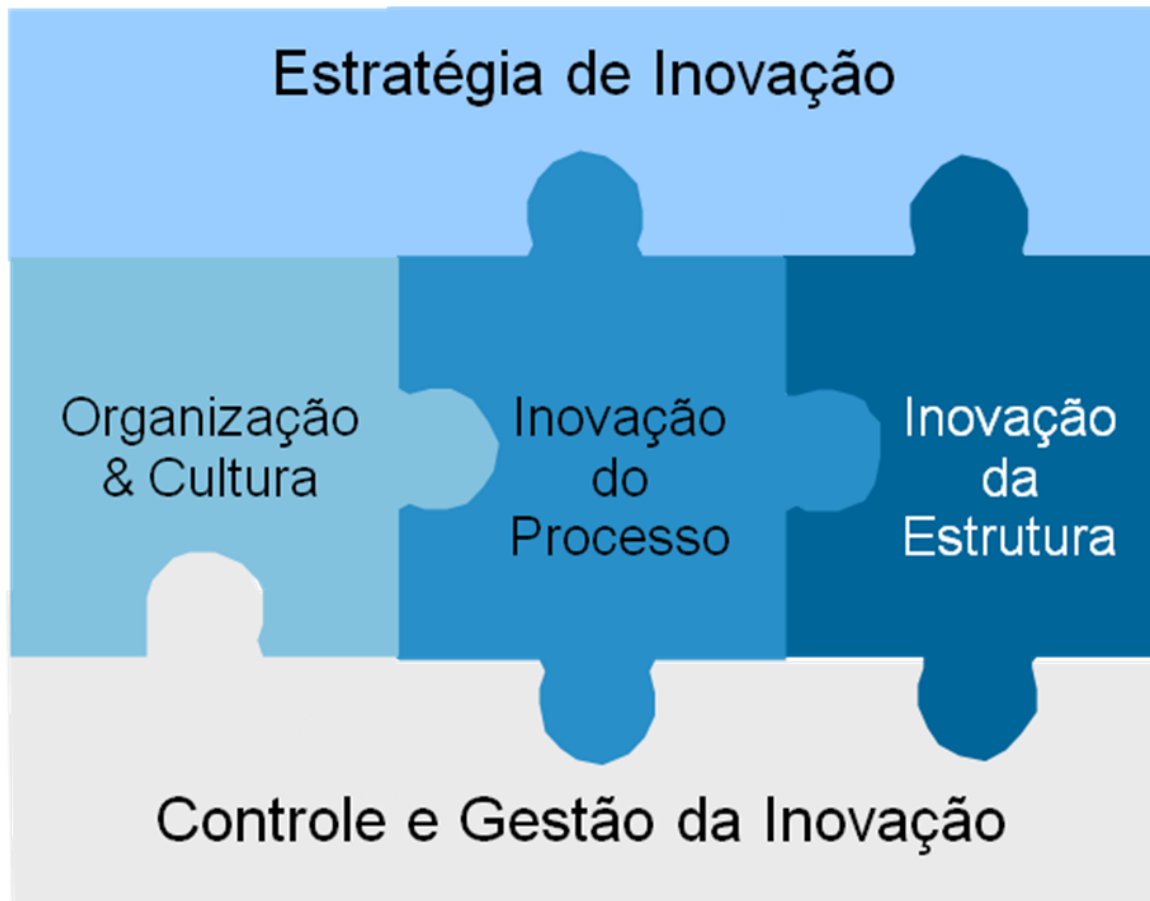 Estratégia de Inovação
Organização
& Cultura
Inovação
do
Processo
Inovação
da
Estrutura
Controle e Gestão da Inovação